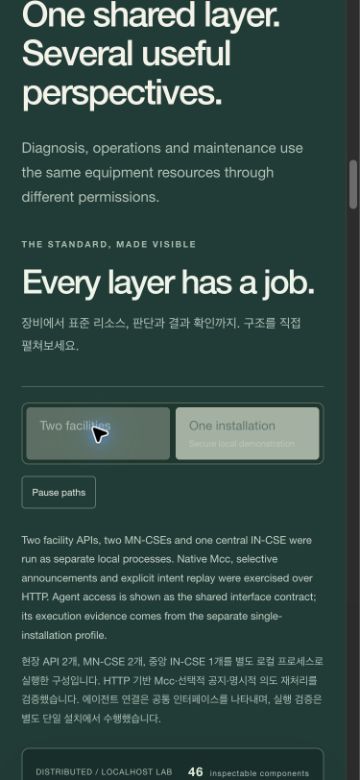 One shared layer.
Several useful
perspectives.
Diagnosis, operations and maintenance use
the same equipment resources through
different permissions.
THE STANDARD, MADE VISIBLE
Every layer has a job.
장비에서 표준 리소스, 판단과 결과 확인까지. 구조를 직접
펼쳐보세요.
Two facilities
One installation
Secure local demonstration
Pause paths
Two facility APIs, two MN-CSEs and one central IN-CSE were
run as separate local processes. Native Mcc, selective
announcements and explicit intent replay were exercised over
HTTP. Agent access is shown as the shared interface contract;
its execution evidence comes from the separate single-
installation profile.
현장 API 2개, MN-CSE 2개, 중앙 IN-CSE 1개를 별도 로컬 프로세스로
실행한 구성입니다. HTTP 기반 Mcc·선택적 공지·명시적 의도 재처리를
검증했습니다. 에이전트 연결은 공통 인터페이스를 나타내며, 실행 검증은
별도 단일 설치에서 수행했습니다.
DISTRIBUTED / LOCALHOST LAB 46 inspectable components